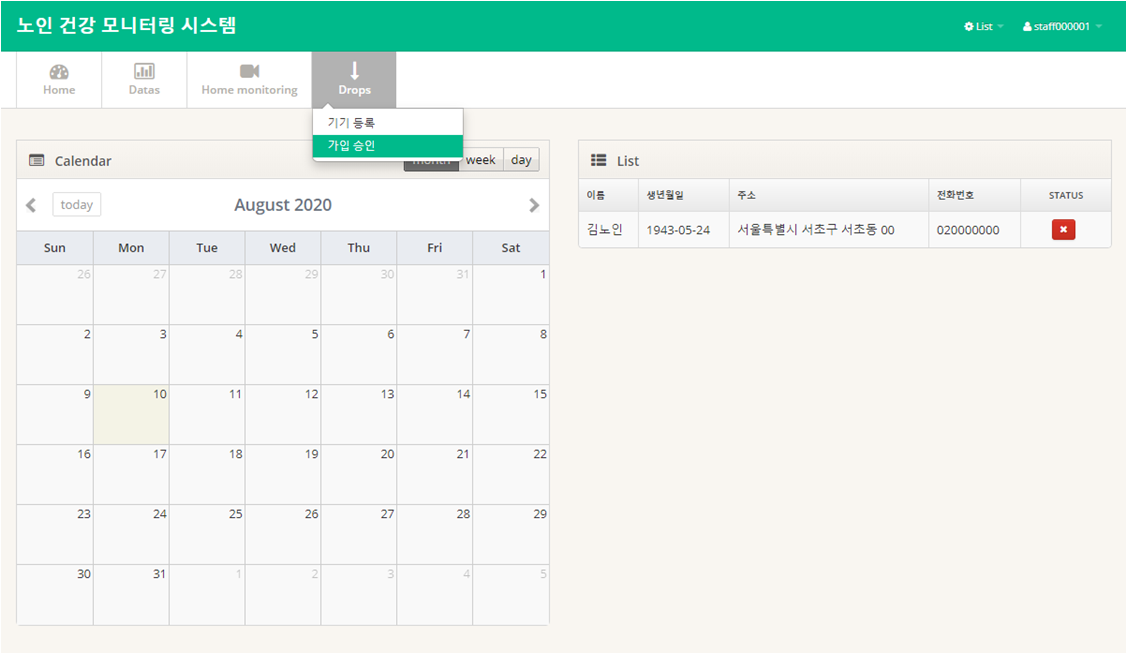 노인 건강 모니터링 시스템
List
staff000001
Home
Datas
Home monitoring
Drops
기기 등록
가입 승인
Calendar
month week day
today
August 2020
Sun Mon Tue Wed Thu Fri Sat
26 27 28 29 30 31 1
2 3 4 5 6 7 8
9 10 11 12 13 14 15
16 17 18 19 20 21 22
23 24 25 26 27 28 29
30 31 1 2 3 4 5
List
이름 생년월일 주소 전화번호 STATUS
김노인 1943-05-24 서울특별시 서초구 서초동 00 020000000